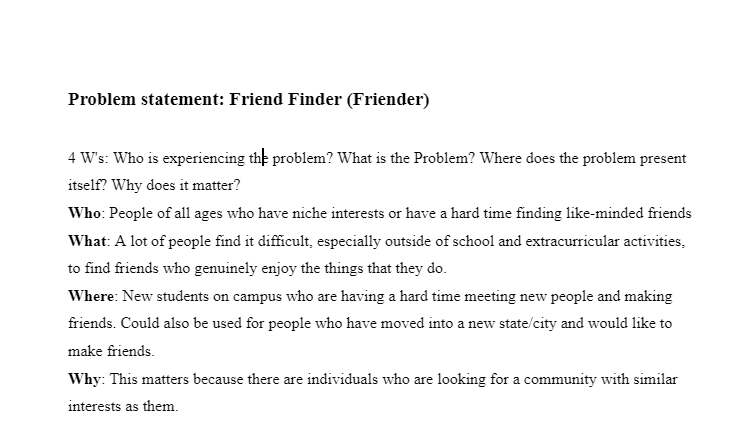 Problem statement: Friend Finder (Friender)
4 W's: Who is experiencing the problem? What is the Problem? Where does the problem present
itself? Why does it matter?
Who: People of all ages who have niche interests or have a hard time finding like-minded friends
What: A lot of people find it difficult, especially outside of school and extracurricular activities,
to find friends who genuinely enjoy the things that they do.
Where: New students on campus who are having a hard time meeting new people and making
friends. Could also be used for people who have moved into a new state/city and would like to
make friends.
Why: This matters because there are individuals who are looking for a community with similar
interests as them.